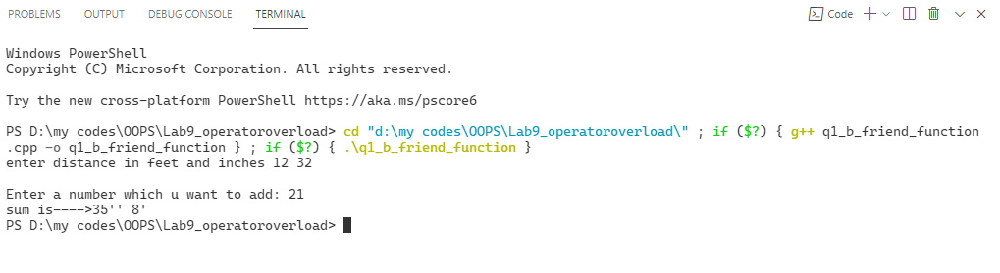 PROBLEMS OUTPUT DEBUG CONSOLE TERMINAL Code
Windows PowerShell
Copyright (C) Microsoft Corporation. All rights reserved.
Try the new cross-platform PowerShell https://aka.ms/pscore6
PS D:\my codes\OOPS\Lab9_operatoroverload> cd "d:\my codes\OOPS\Lab9_operatoroverload\" ; if ($?) { g++ q1_b_friend_function
.cpp -o q1_b_friend_function } ; if ($?) { .\q1_b_friend_function }
enter distance in feet and inches 12 32
Enter a number which u want to add: 21
sum is---->35'' 8'
PS D:\my codes\OOPS\Lab9_operatoroverload>